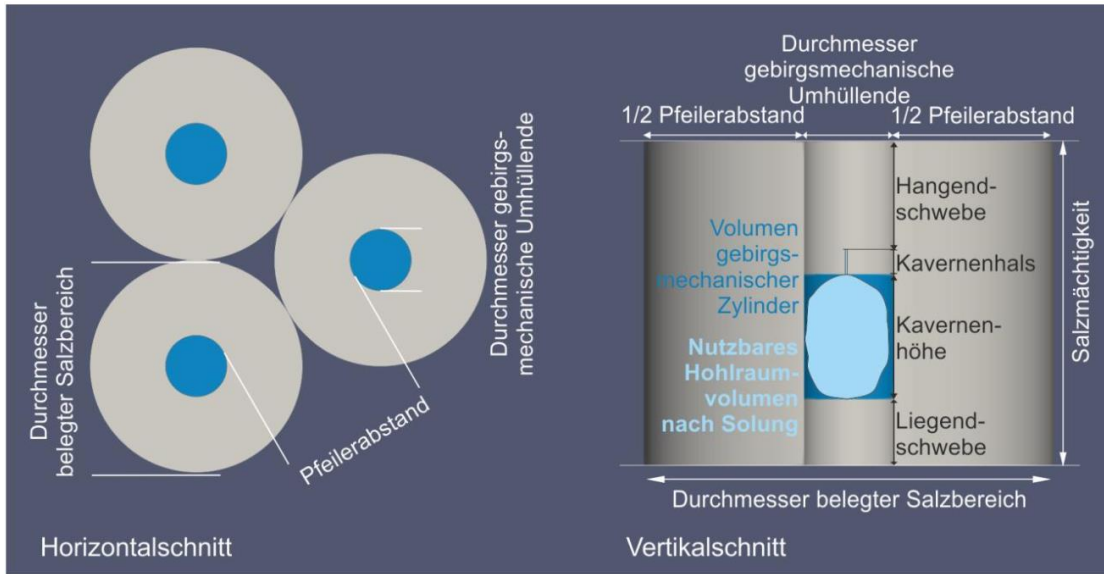 Durchmesser
belegter Salzbereich
Pfeilerabstand
Durchmesser gebirgs-
mechanische Umhüllende
Horizontalschnitt
Durchmesser
gebirgsmechanische
Umhüllende
1/2 Pfeilerabstand
1/2 Pfeilerabstand
Volumen
gebirgs-
mechanischer
Zylinder
Nutzbares
Hohlraum-
volumen
nach Solung
Hangend-
schwebe
Kavernenhals
Kavernen-
höhe
Liegend-
schwebe
Salzmächtigkeit
Durchmesser belegter Salzbereich
Vertikalschnitt